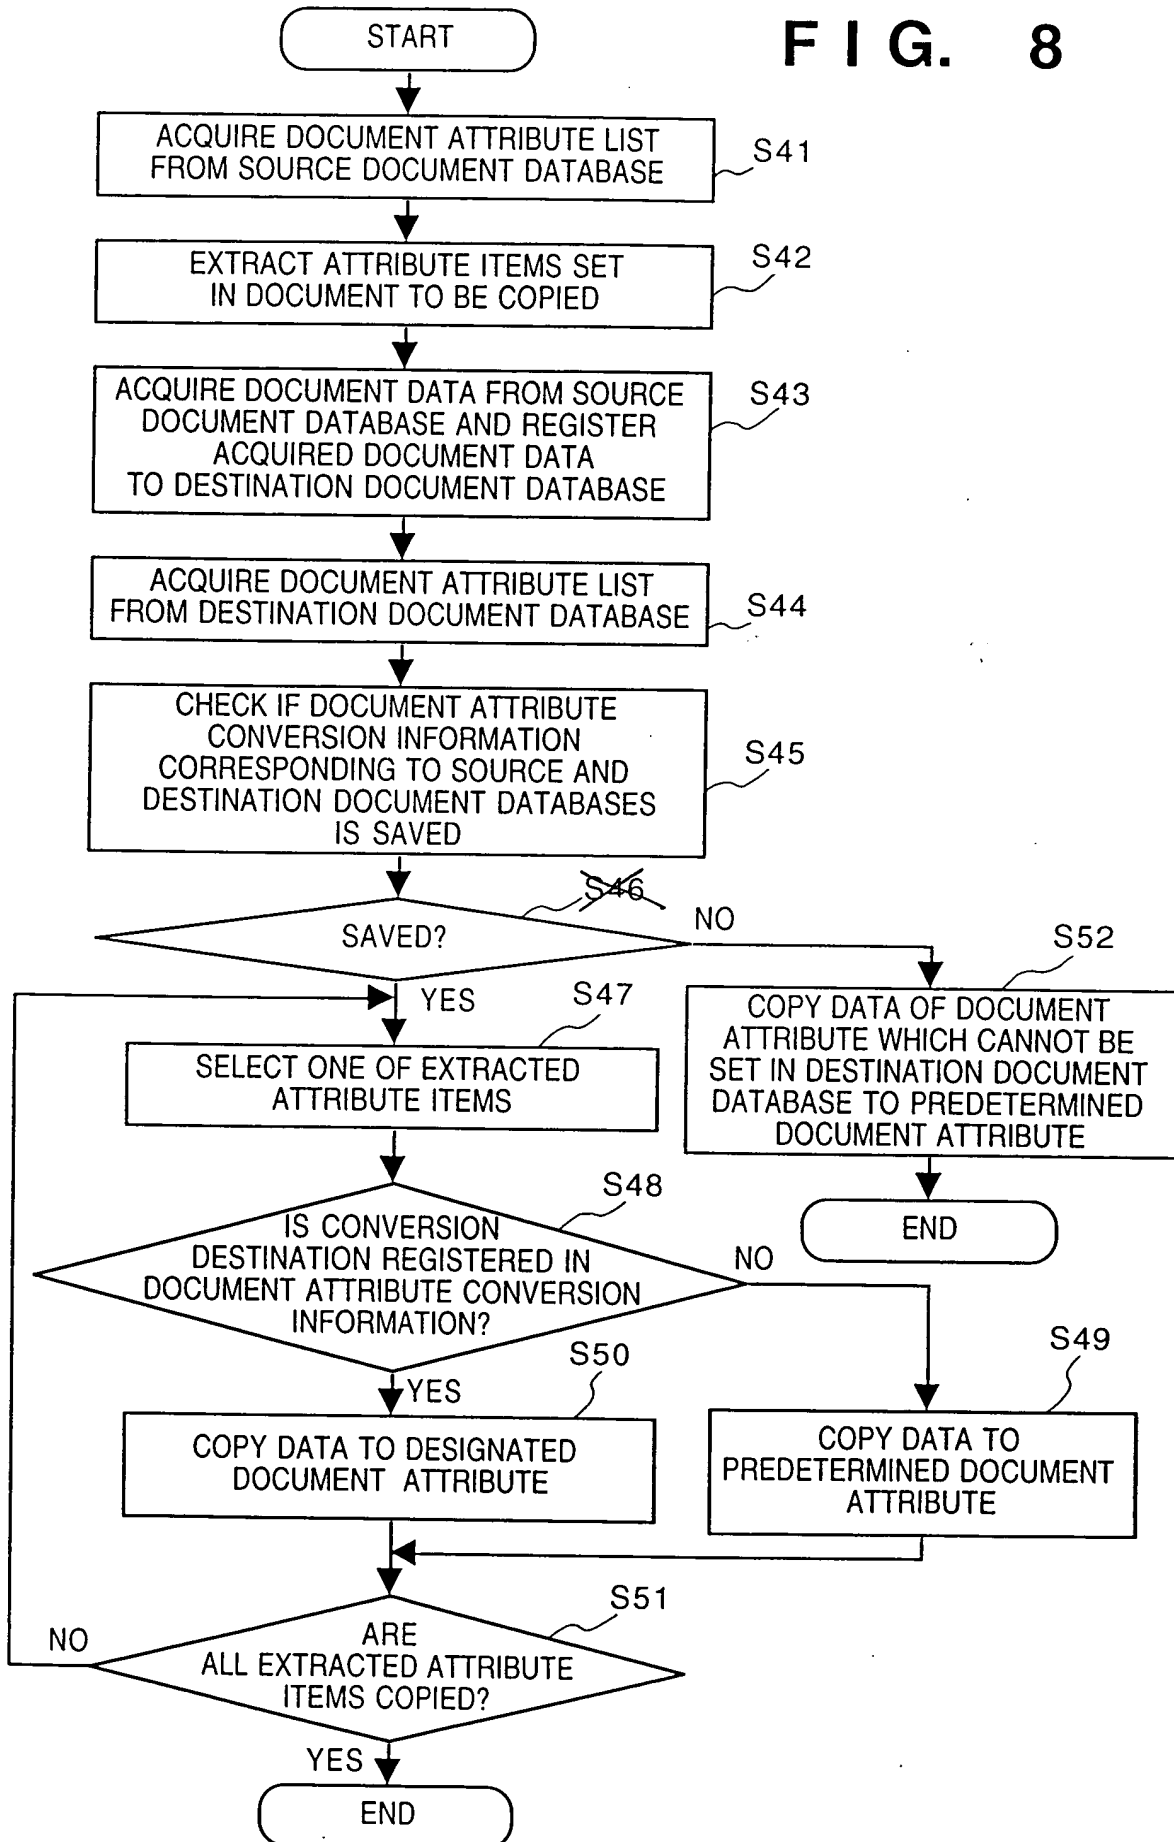 FIG. 8
START
ACQUIRE DOCUMENT ATTRIBUTE LIST
FROM SOURCE DOCUMENT DATABASE
S41
EXTRACT ATTRIBUTE ITEMS SET
IN DOCUMENT TO BE COPIED
S42
ACQUIRE DOCUMENT DATA FROM SOURCE
DOCUMENT DATABASE AND REGISTER
ACQUIRED DOCUMENT DATA
TO DESTINATION DOCUMENT DATABASE
S43
ACQUIRE DOCUMENT ATTRIBUTE LIST
FROM DESTINATION DOCUMENT DATABASE
S44
CHECK IF DOCUMENT ATTRIBUTE
CONVERSION INFORMATION
CORRESPONDING TO SOURCE AND
DESTINATION DOCUMENT DATABASES
IS SAVED
S45
S46
SAVED?
NO
YES
S52
COPY DATA OF DOCUMENT
ATTRIBUTE WHICH CANNOT BE
SET IN DESTINATION DOCUMENT
DATABASE TO PREDETERMINED
DOCUMENT ATTRIBUTE
END
S47
SELECT ONE OF EXTRACTED
ATTRIBUTE ITEMS
S48
IS CONVERSION
DESTINATION REGISTERED IN
DOCUMENT ATTRIBUTE CONVERSION
INFORMATION?
NO
YES
S50
COPY DATA TO DESIGNATED
DOCUMENT ATTRIBUTE
S49
COPY DATA TO
PREDETERMINED DOCUMENT
ATTRIBUTE
S51
ARE
ALL EXTRACTED ATTRIBUTE
ITEMS COPIED?
NO
YES
END